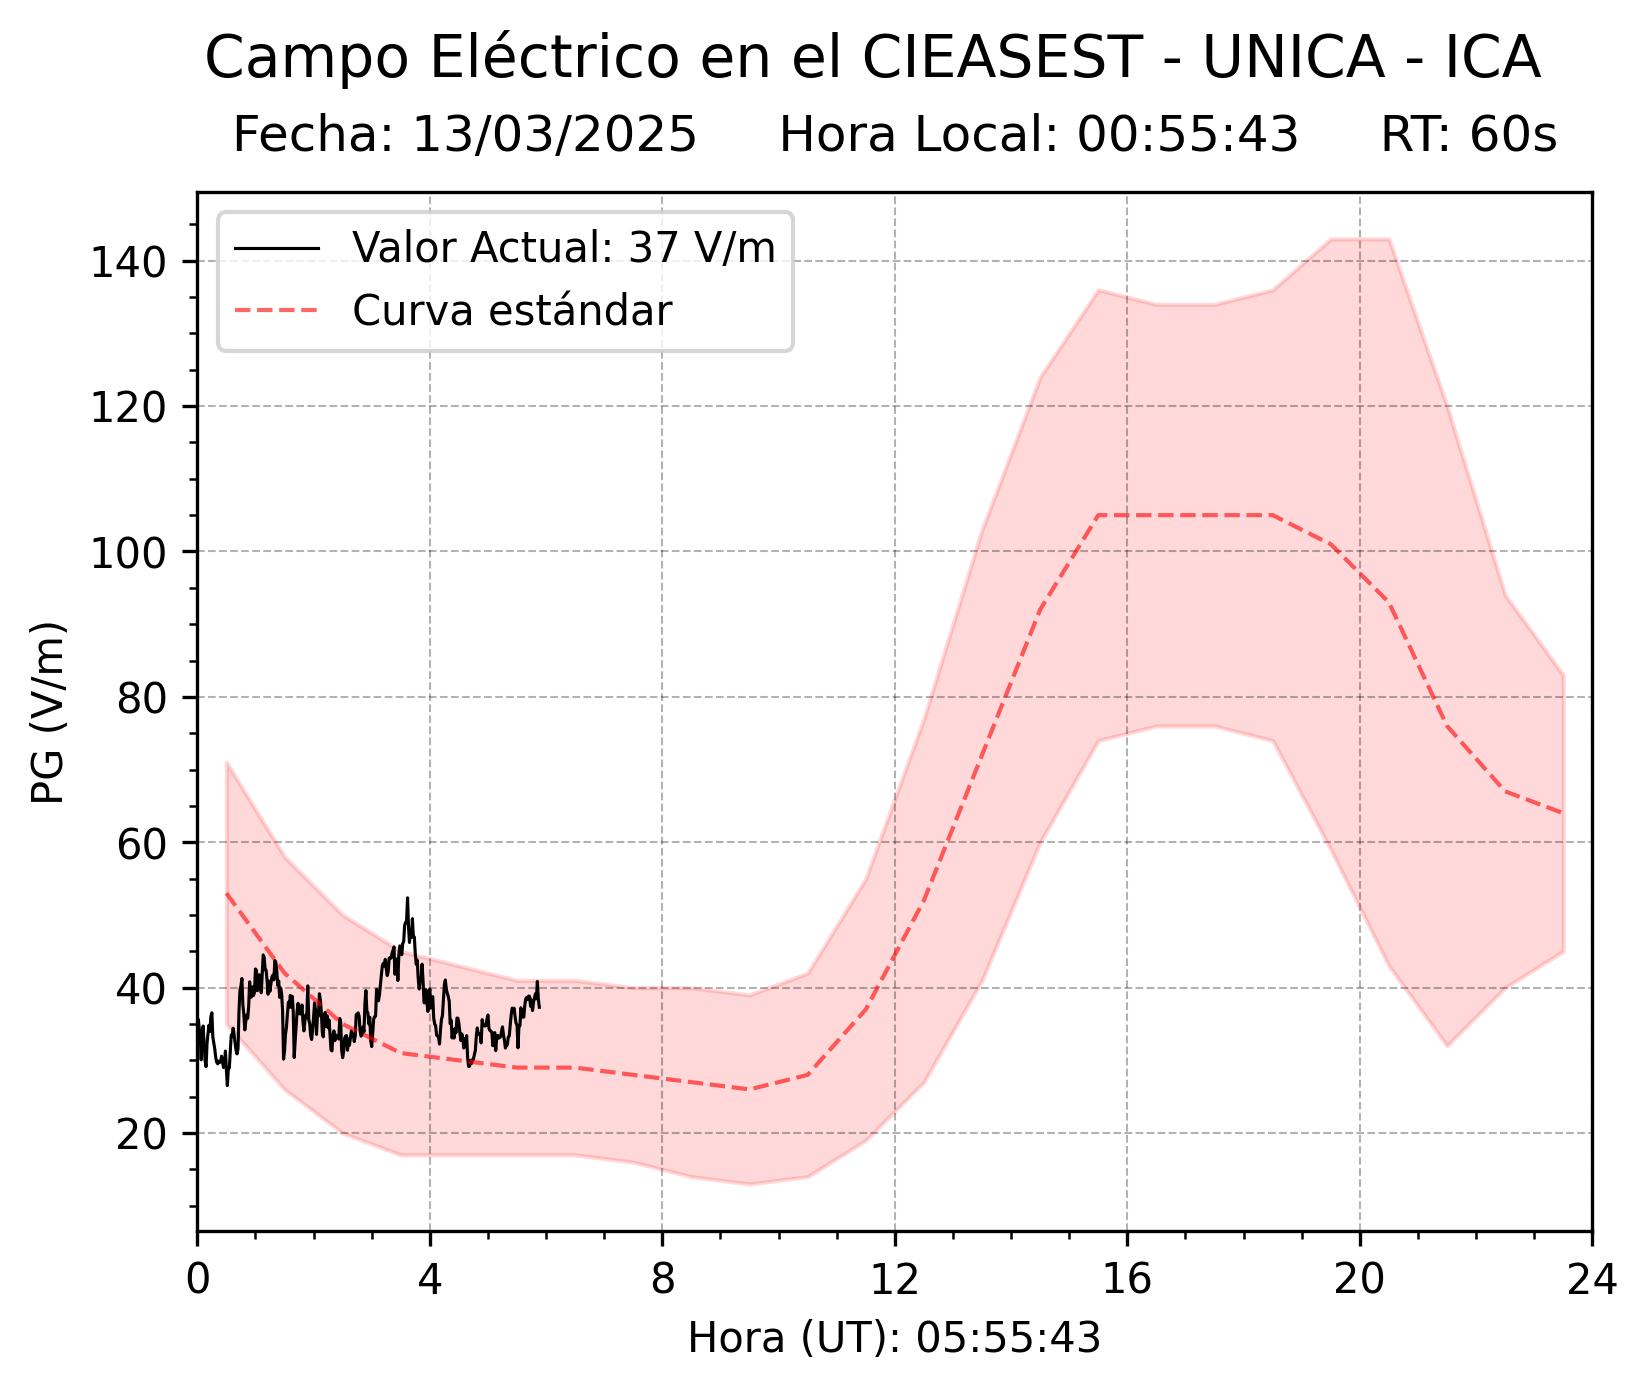 Campo Eléctrico en el CIEASEST - UNICA - ICA
Fecha: 13/03/2025 Hora Local: 00:55:43 RT: 60s
Valor Actual: 37 V/m
Curva estándar
140
120
100
80
60
40
20
PG (V/m)
0 4 8 12 16 20 24
Hora (UT): 05:55:43